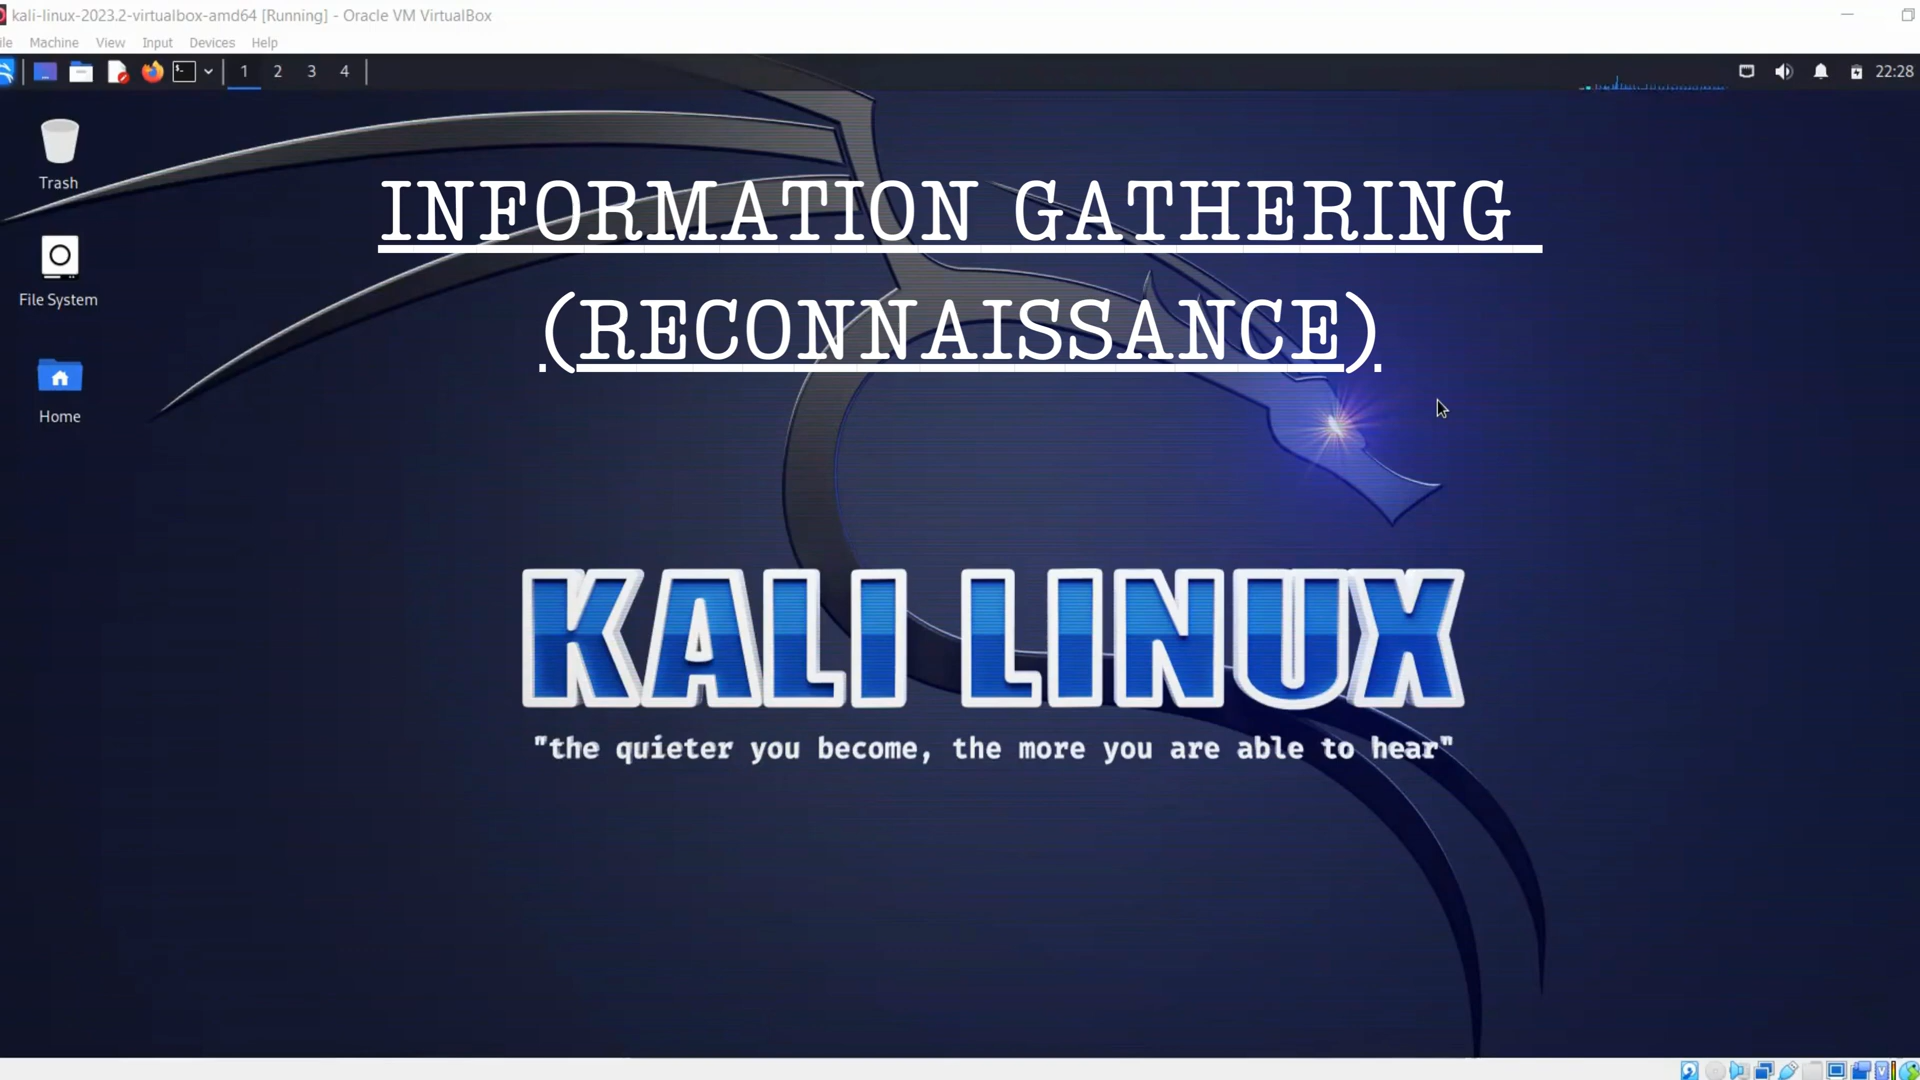 kali-linux-2023.2-virtualbox-amd64 [Running] - Oracle VM VirtualBox
Machine View Input Devices Help
1 2 3 4 22:28
Trash
File System
Home
INFORMATION GATHERING
(RECONNAISSANCE)
KALI LINUX
"the quieter you become, the more you are able to hear"